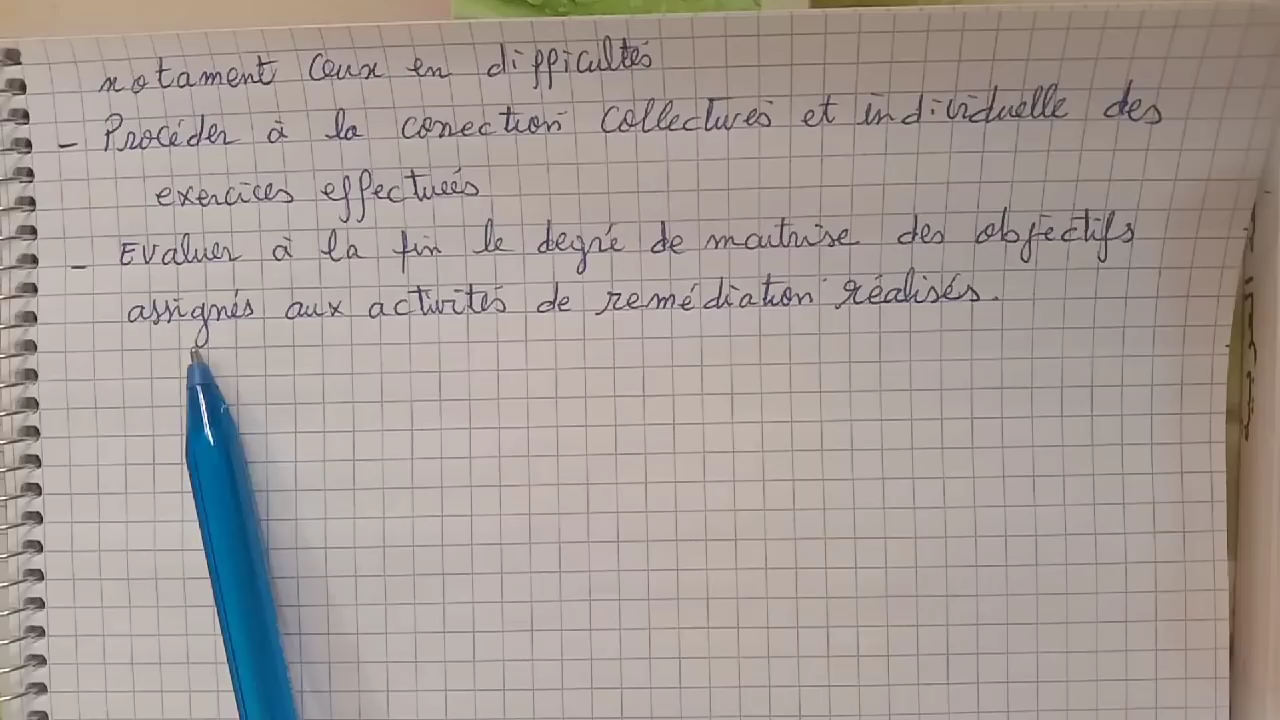 notament ceux en difficultés
- Procéder à la correction collectives et individuelle des
exercices effectueés
- Evaluer à la fin le degré de maitrise des objectifs
assignés aux activités de remédiation réalisés.